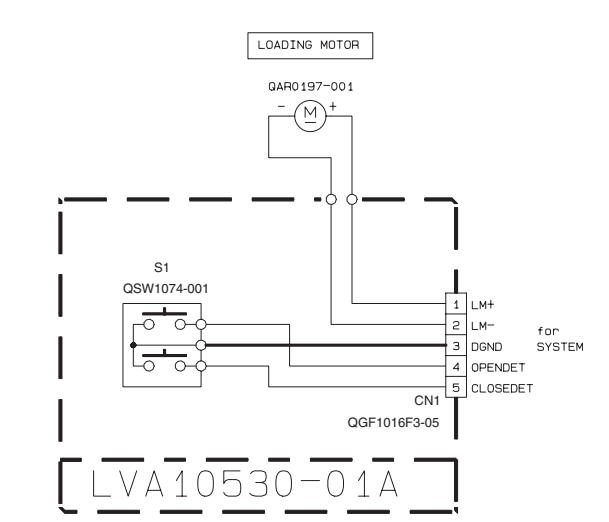 LOADING MOTOR
QAR0197-001
- M +
S1
QSW1074-001
1 LM+
2 LM-
3 DGND
4 OPENDET
5 CLOSEDET
for
SYSTEM
CN1
QGF1016F3-05
LVA10530-01A